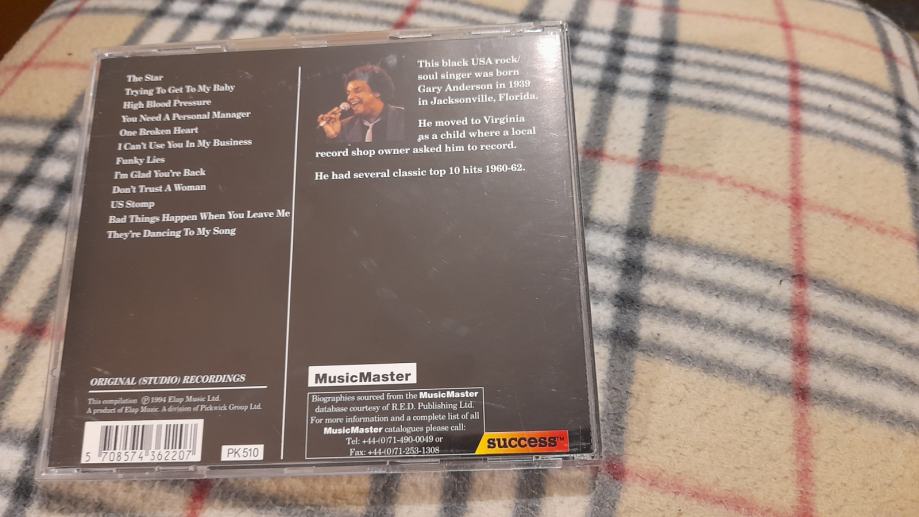 The Star
Trying To Get To My Baby
High Blood Pressure
You Need A Personal Manager
One Broken Heart
I Can't Use You In My Business
Funky Lies
I'm Glad You're Back
Don't Trust A Woman
US Stomp
Bad Things Happen When You Leave Me
They're Dancing To My Song
ORIGINAL (STUDIO) RECORDINGS
This compilation Ⓟ 1994 Elap Music Ltd.
A product of Elap Music. A division of Pickwick Group Ltd.
5 708574 362207
PK 510
This black USA rock/
soul singer was born
Gary Anderson in 1939
in Jacksonville, Florida.
He moved to Virginia
as a child where a local
record shop owner asked him to record.
He had several classic top 10 hits 1960-62.
MusicMaster
Biographies sourced from the MusicMaster
database courtesy of R.E.D. Publishing Ltd.
For more information and a complete list of all
MusicMaster catalogues please call:
Tel: +44-(0)71-490-0049 or
Fax: +44-(0)71-253-1308
success™